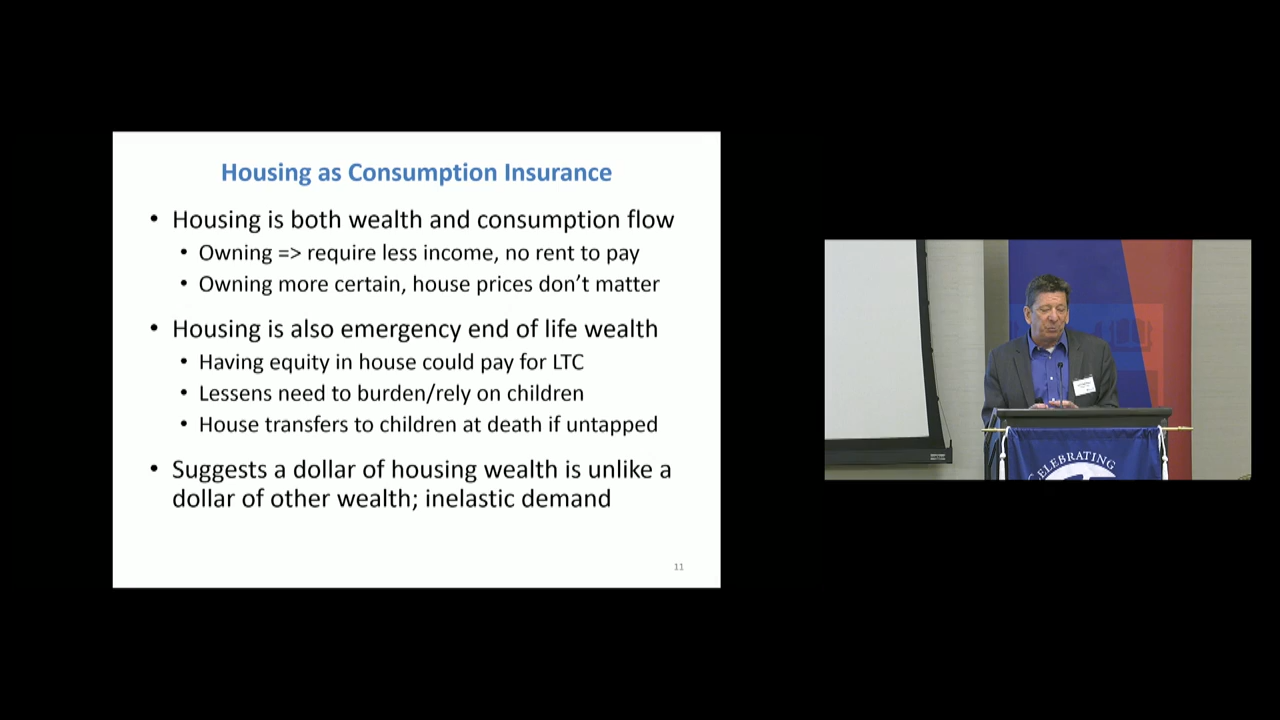 Housing as Consumption Insurance
• Housing is both wealth and consumption flow
• Owning => require less income, no rent to pay
• Owning more certain, house prices don’t matter
• Housing is also emergency end of life wealth
• Having equity in house could pay for LTC
• Lessens need to burden/rely on children
• House transfers to children at death if untapped
• Suggests a dollar of housing wealth is unlike a
dollar of other wealth; inelastic demand
11
CELEBRATING